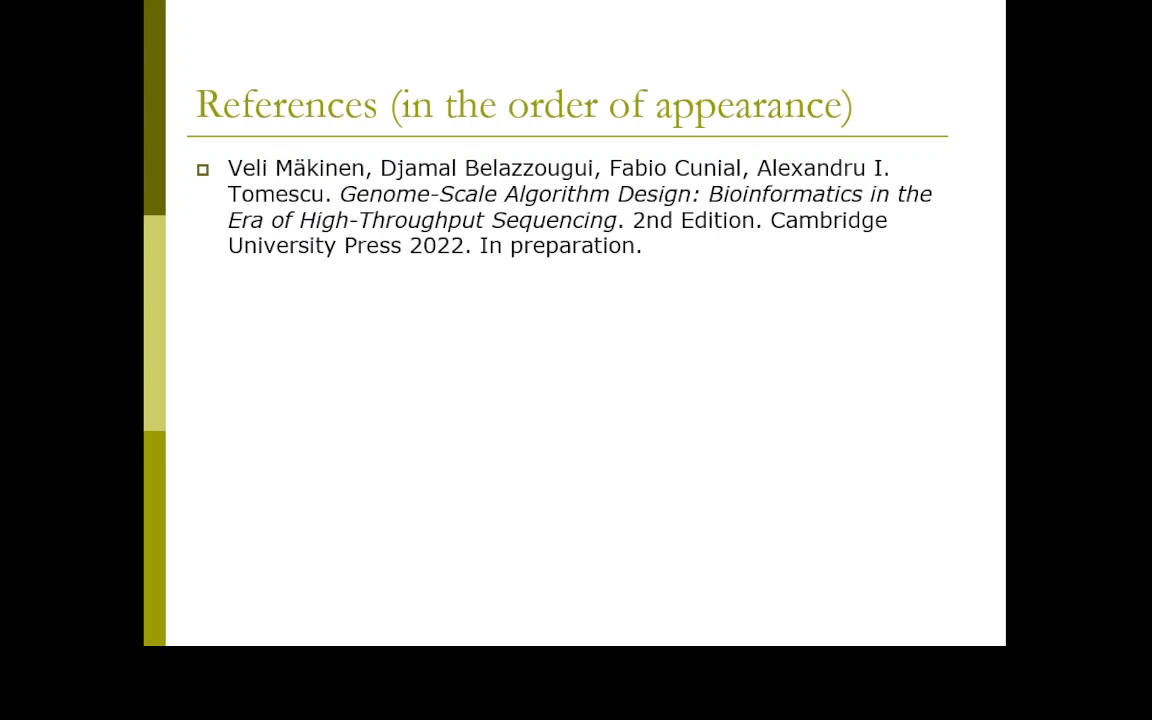 References (in the order of appearance)
Veli Mäkinen, Djamal Belazzougui, Fabio Cunial, Alexandru I.
Tomescu. Genome-Scale Algorithm Design: Bioinformatics in the
Era of High-Throughput Sequencing. 2nd Edition. Cambridge
University Press 2022. In preparation.